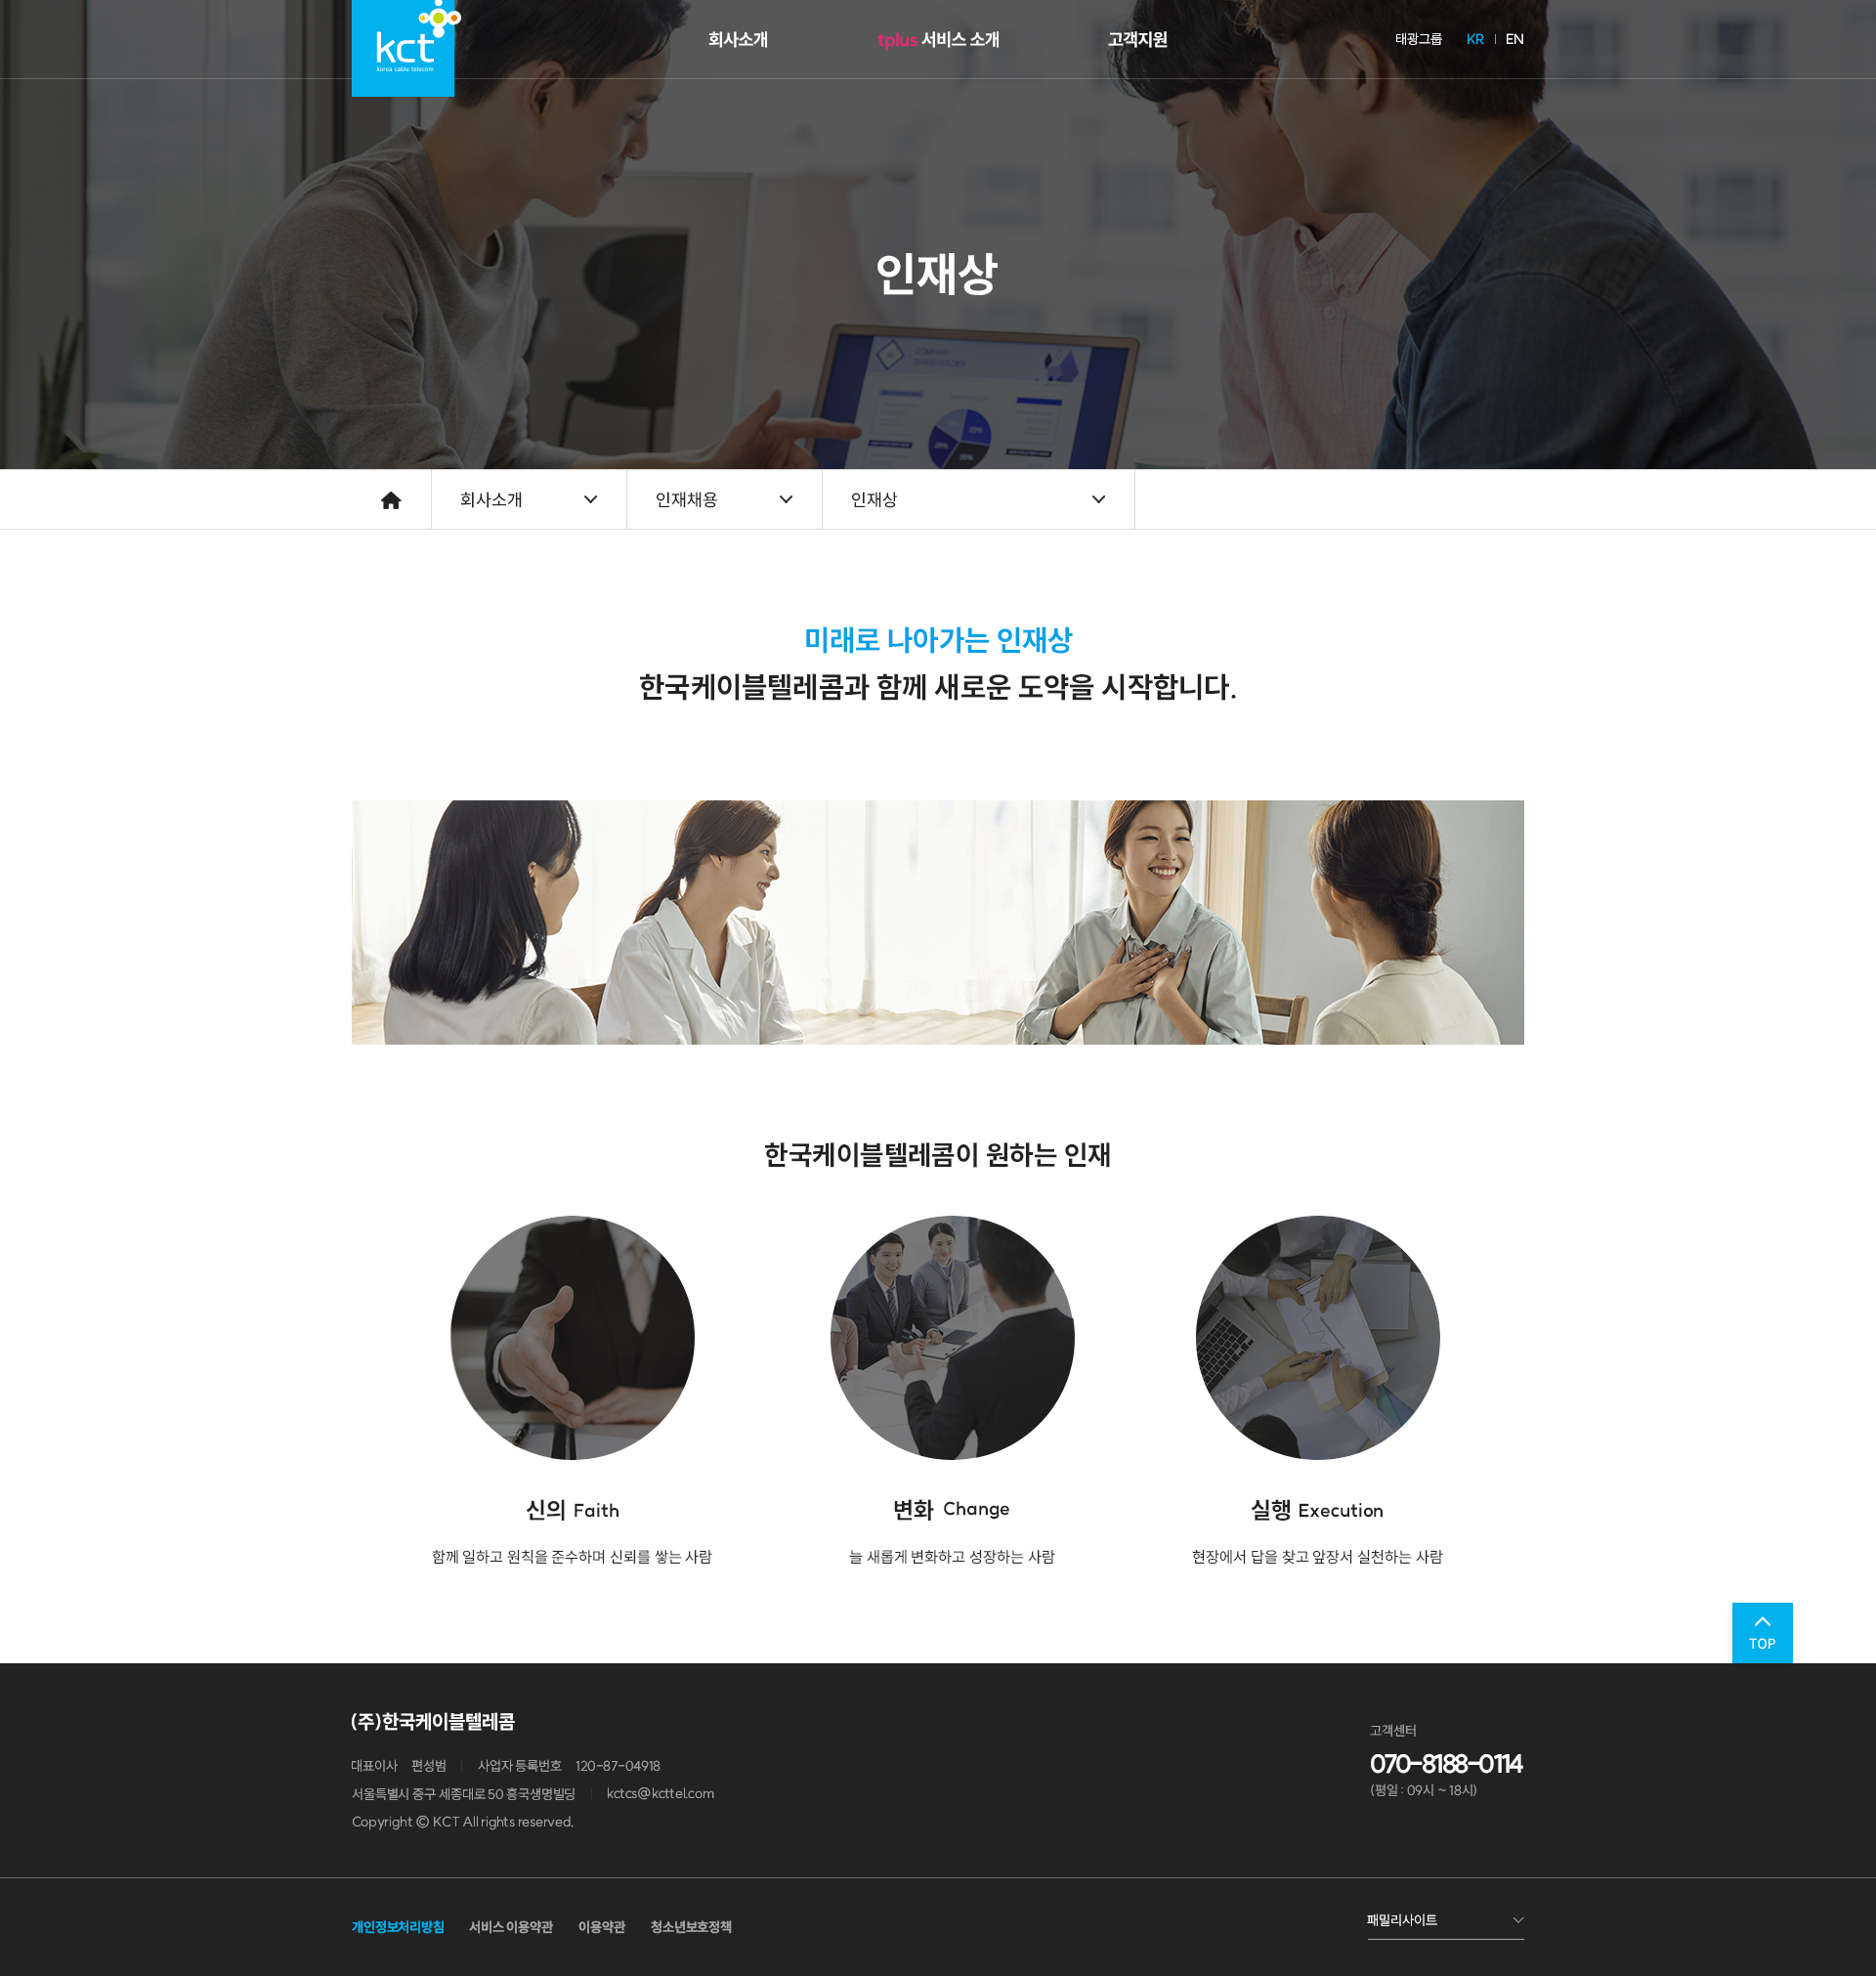 kct
korea cable telecom
회사소개
tplus 서비스 소개
고객지원
태광그룹
KR
EN
인재상
COMPANY
SHAREHOLDER
회사소개
인재채용
인재상
미래로 나아가는 인재상
한국케이블텔레콤과 함께 새로운 도약을 시작합니다.
한국케이블텔레콤이 원하는 인재
신의 Faith
함께 일하고 원칙을 준수하며 신뢰를 쌓는 사람
변화 Change
늘 새롭게 변화하고 성장하는 사람
실행 Execution
현장에서 답을 찾고 앞장서 실천하는 사람
TOP
(주)한국케이블텔레콤
대표이사 편성범 사업자등록번호 120-87-04918
서울특별시 중구 세종대로 50 흥국생명빌딩 kctcs@kcttel.com
Copyright © KCT All rights reserved.
고객센터
070-8188-0114
(평일 : 09시 ~ 18시)
개인정보처리방침 서비스 이용약관 이용약관 청소년보호정책
패밀리사이트